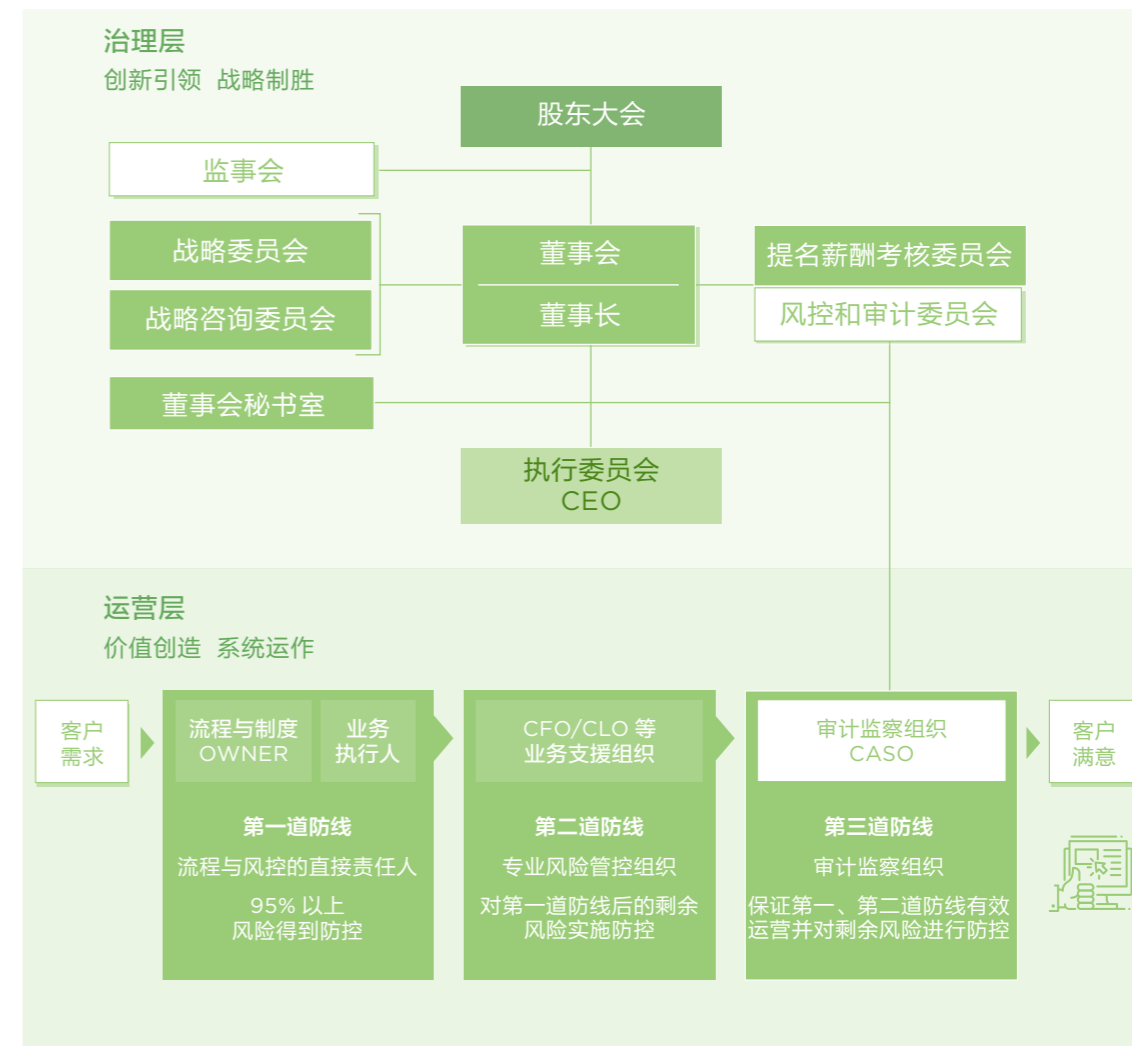 治理层
创新引领 战略制胜
股东大会
监事会
战略委员会
战略咨询委员会
董事会
董事长
提名薪酬考核委员会
风控和审计委员会
董事会秘书室
执行委员会
CEO
运营层
价值创造 系统运作
客户
需求
流程与制度
OWNER
业务
执行人
第一道防线
流程与风控的直接责任人
95% 以上
风险得到防控
CFO/CLO 等
业务支援组织
第二道防线
专业风险管控组织
对第一道防线后的剩余
风险实施防控
审计监察组织
CASO
第三道防线
审计监察组织
保证第一、第二道防线有效
运营并对剩余风险进行防控
客户
满意